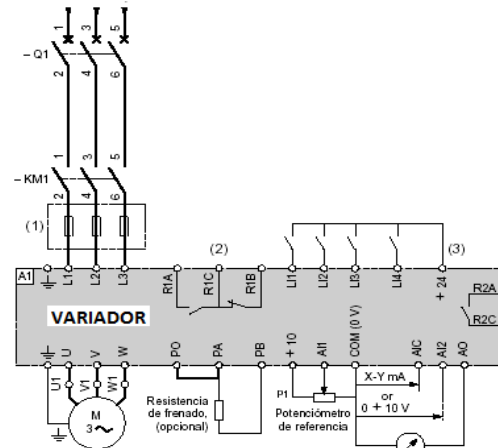 1 3 5
– Q1
2 4 6
1 3 5
–KM1
2 4 6
(1) (2) (3)
A1 L1 L2 L3 R1A R1C R1B LI1 LI2 LI3 LI4 + 24
R2A
R2C
VARIADOR
U V W PO PA PB + 10 AI1 COM (0 V) AIC AI2 AO
U1 V1 W1
M
3
Resistencia
de frenado,
(opcional)
P1
Potenciómetro
de referencia
X-Y mA
or
0 + 10 V